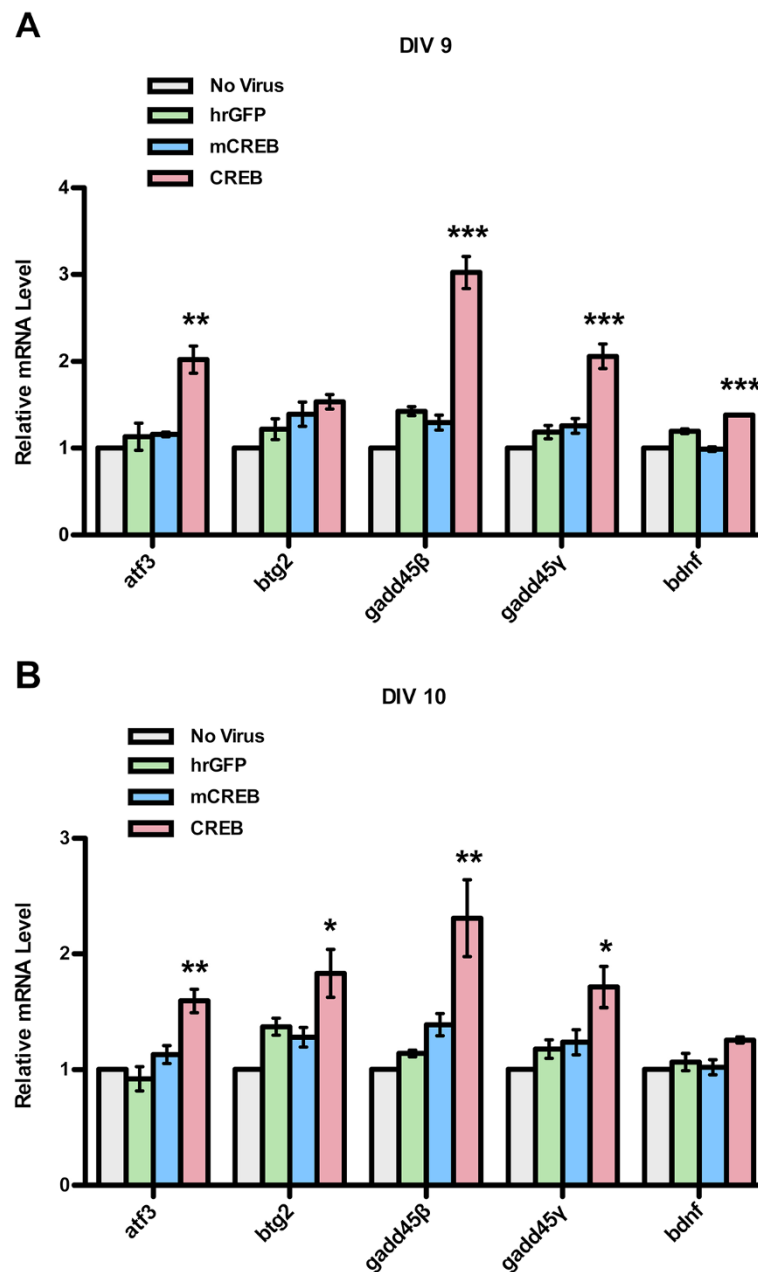 A
DIV 9
No Virus
hrGFP
mCREB
CREB
Relative mRNA Level
4
3
2
1
0
**
***
***
***
atf3
btg2
gadd45β
gadd45γ
bdnf
B
DIV 10
No Virus
hrGFP
mCREB
CREB
Relative mRNA Level
3
2
1
0
**
*
**
*
atf3
btg2
gadd45β
gadd45γ
bdnf